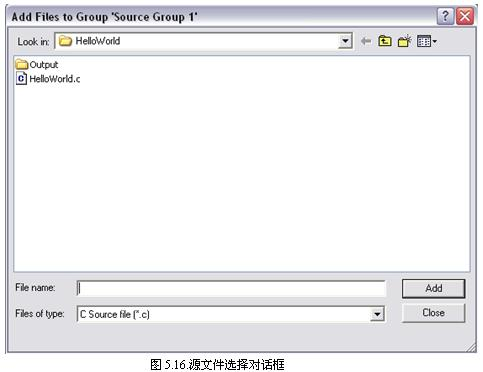 Add Files to Group 'Source Group 1'
Look in: HelloWorld
Output
HelloWorld.c
File name: Add
Files of type: C Source file (*.c) Close
图 5.16.源文件选择对话框